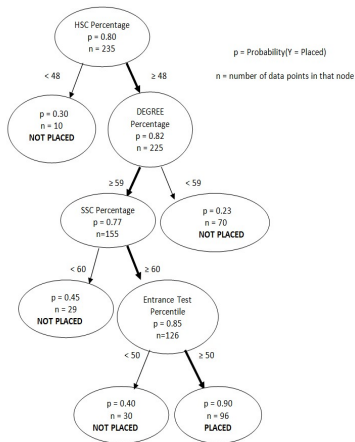 HSC Percentage
p = 0.80
n = 235
p = Probability(Y = Placed)
n = number of data points in that node
< 48
≥ 48
p = 0.30
n = 10
NOT PLACED
DEGREE
Percentage
p = 0.82
n = 225
≥ 59
< 59
SSC Percentage
p = 0.77
n=155
p = 0.23
n = 70
NOT PLACED
< 60
≥ 60
p = 0.45
n = 29
NOT PLACED
Entrance Test
Percentile
p = 0.85
n=126
< 50
≥ 50
p = 0.40
n = 30
NOT PLACED
p = 0.90
n = 96
PLACED